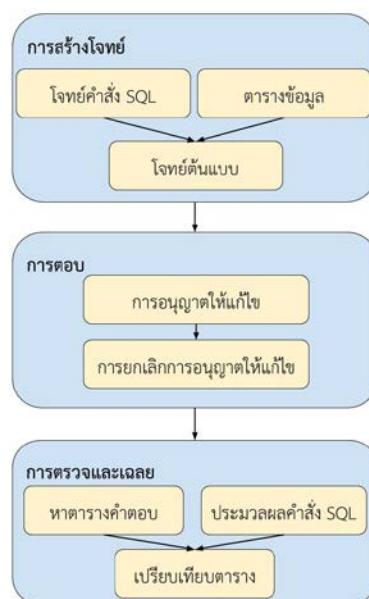 การสร้างโจทย์
โจทย์คำสั่ง SQL
ตารางข้อมูล
โจทย์ต้นแบบ
การตอบ
การอนุญาตให้แก้ไข
การยกเลิกการอนุญาตให้แก้ไข
การตรวจและเฉลย
หาตารางคำตอบ
ประมวลผลคำสั่ง SQL
เปรียบเทียบตาราง